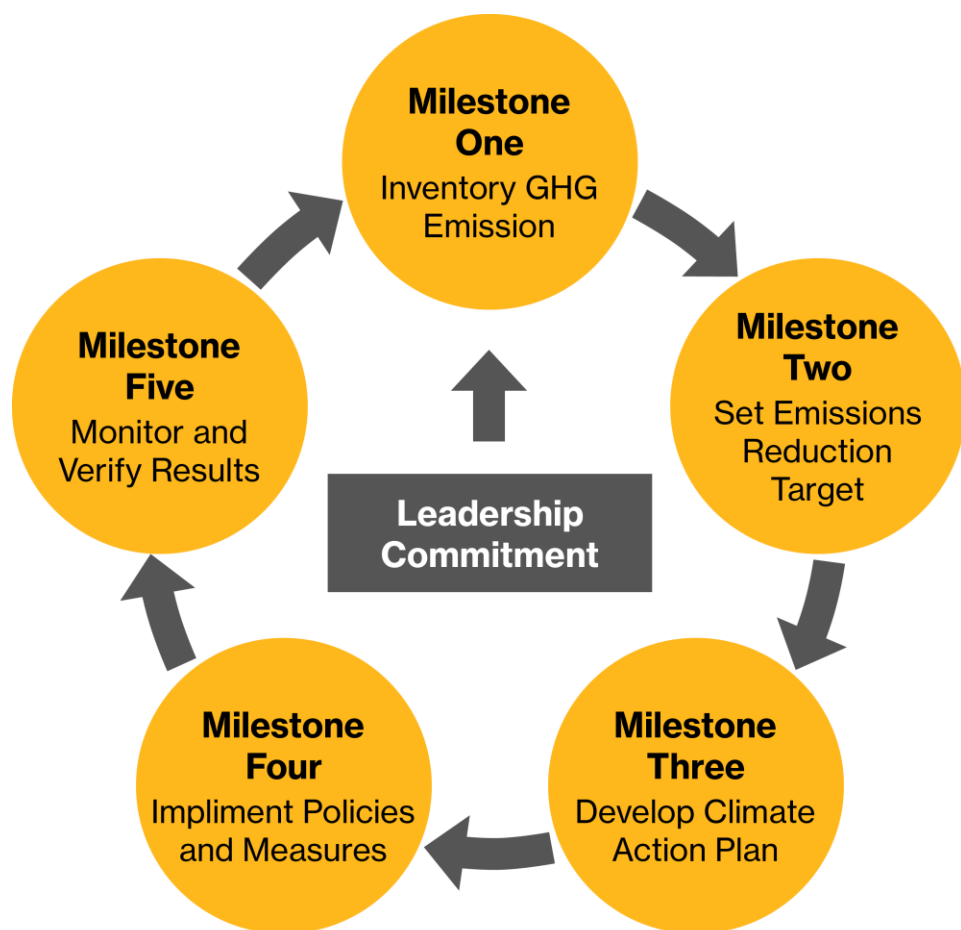 Milestone
One
Inventory GHG
Emission
Milestone
Two
Set Emissions
Reduction
Target
Milestone
Three
Develop Climate
Action Plan
Milestone
Four
Impliment Policies
and Measures
Milestone
Five
Monitor and
Verify Results
Leadership
Commitment